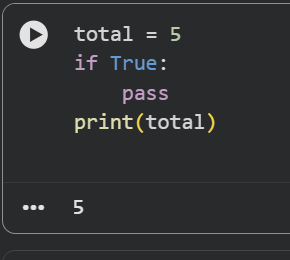 total = 5
if True:
    pass
print(total)
5